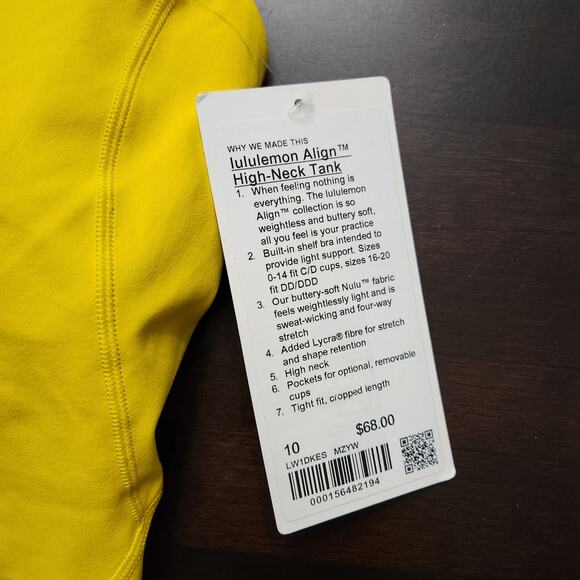 WHY WE MADE THIS
lululemon Align™
High-Neck Tank
1. When feeling nothing is
everything. The lululemon
Align™ collection is so
weightless and buttery soft,
all you feel is your practice
2. Built-in shelf bra intended to
provide light support. Sizes
0-14 fit C/D cups, sizes 16-20
fit DD/DDD
3. Our buttery-soft Nulu™ fabric
feels weightlessly light and is
sweat-wicking and four-way
stretch
4. Added Lycra® fibre for stretch
and shape retention
5. High neck
6. Pockets for optional, removable
cups
7. Tight fit, cropped length
10 $68.00
LW1DKES MZYW
000156482194